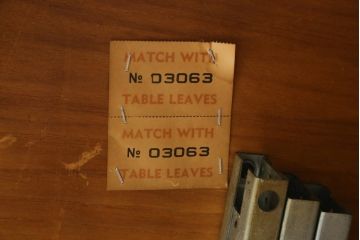 MATCH WITH
№ 03063
TABLE LEAVES
MATCH WITH
№ 03063
TABLE LEAVES